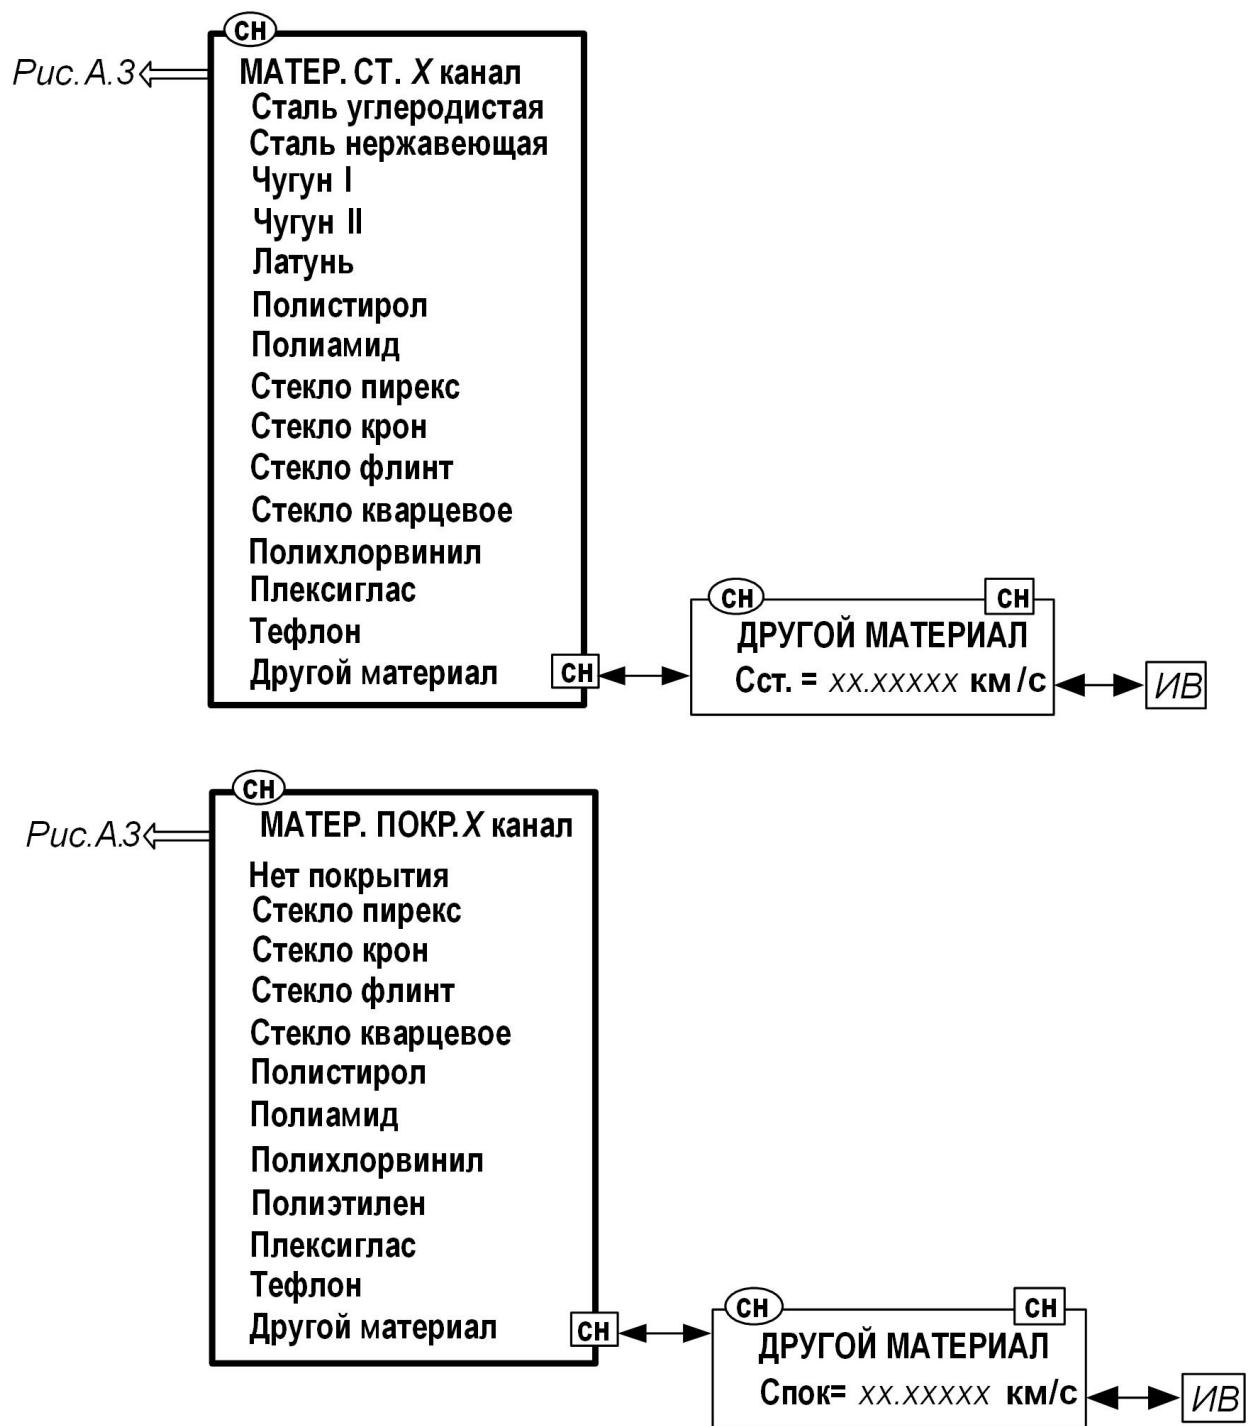 СН
Рис.А.3
МАТЕР. СТ. X канал
Сталь углеродистая
Сталь нержавеющая
Чугун I
Чугун II
Латунь
Полистирол
Полиамид
Стекло пирекс
Стекло крон
Стекло флинт
Стекло кварцевое
Полихлорвинил
Плексиглас
Тефлон
Другой материал СН
СН СН
ДРУГОЙ МАТЕРИАЛ
Сст. = xx.xxxxx км/с ИВ
СН
Рис.А.3
МАТЕР. ПОКР. X канал
Нет покрытия
Стекло пирекс
Стекло крон
Стекло флинт
Стекло кварцевое
Полистирол
Полиамид
Полихлорвинил
Полиэтилен
Плексиглас
Тефлон
Другой материал СН
СН СН
ДРУГОЙ МАТЕРИАЛ
Спок= xx.xxxxx км/с ИВ